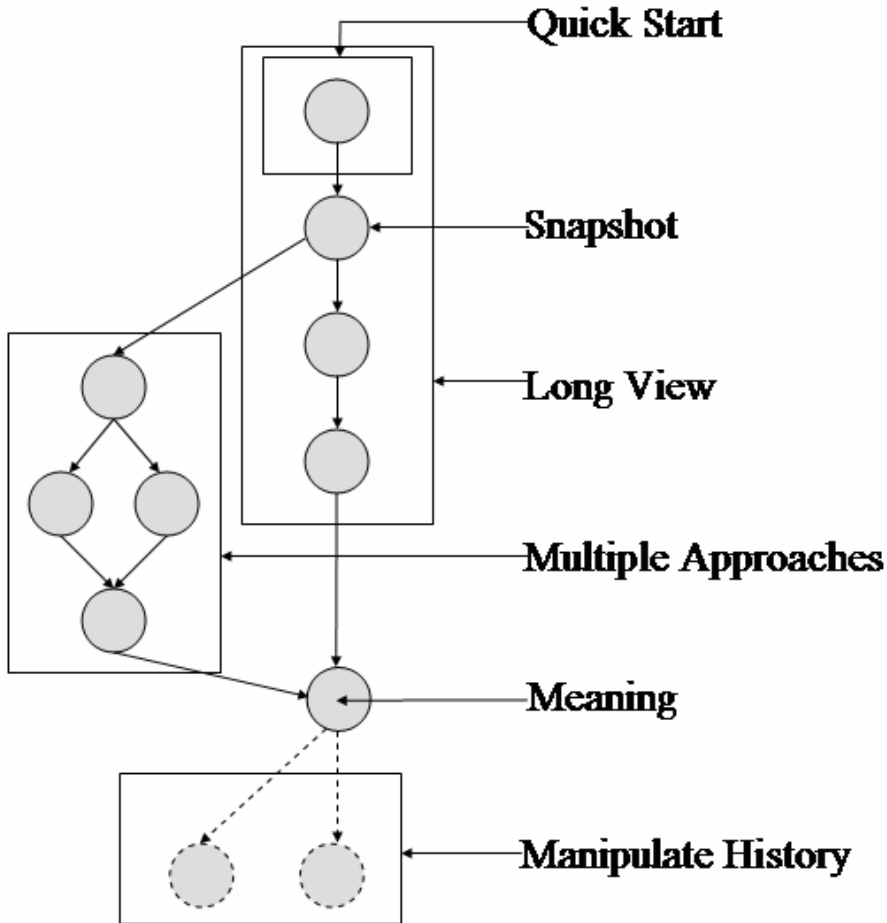 Quick Start
Snapshot
Long View
Multiple Approaches
Meaning
Manipulate History